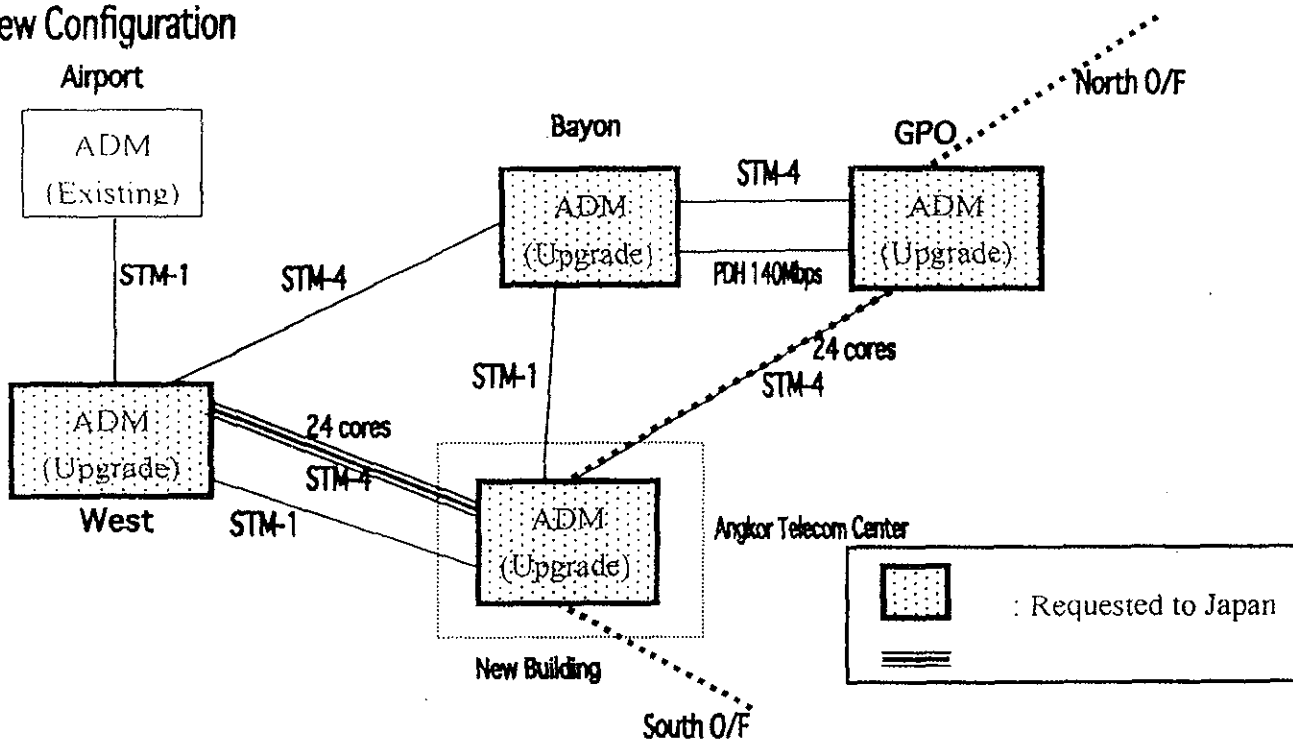 ew Configuration
Airport
ADM
(Existing)
Bayon
ADM
(Upgrade)
GPO
ADM
(Upgrade)
North O/F
STM-4
PDH 140Mbps
STM-1
STM-4
STM-1
24 cores
STM-4
ADM
(Upgrade)
West
24 cores
STM-4
STM-1
ADM
(Upgrade)
Angkor Telecom Center
New Building
South O/F
: Requested to Japan